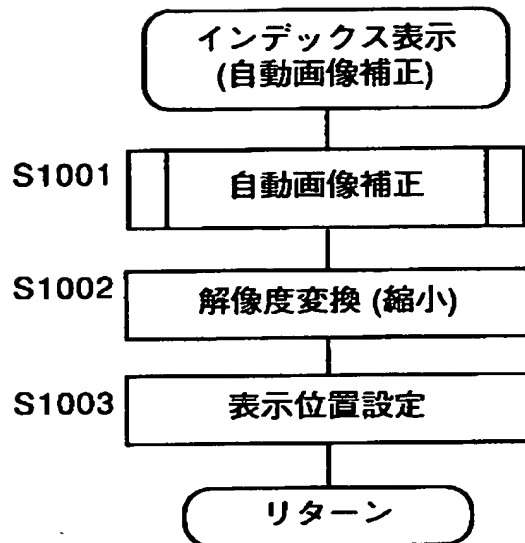 インデックス表示
(自動画像補正)
S1001
自動画像補正
S1002
解像度変換 (縮小)
S1003
表示位置設定
リターン